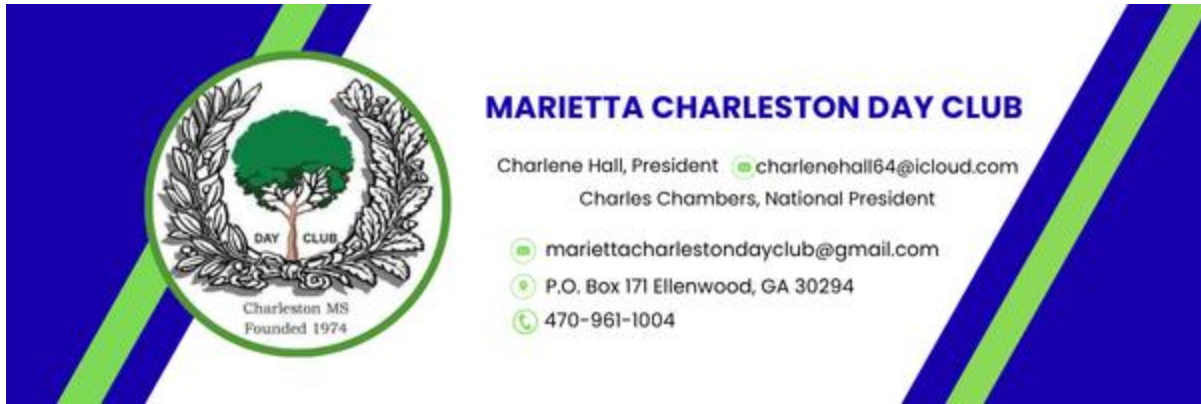 DAY CLUB
Charleston MS
Founded 1974
MARIETTA CHARLESTON DAY CLUB
Charlene Hall, President charlenehall64@icloud.com
Charles Chambers, National President
mariettacharlestondayclub@gmail.com
P.O. Box 171 Ellenwood, GA 30294
470-961-1004